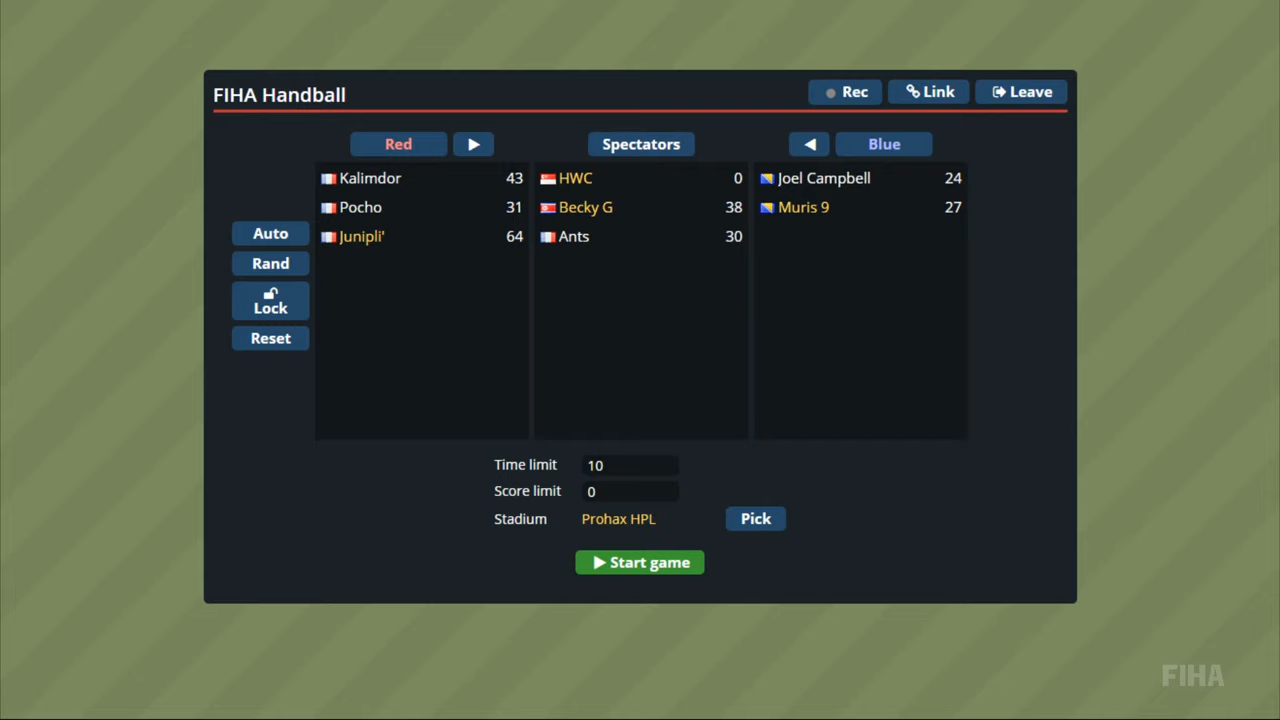 FIHA Handball
Rec
Link
Leave
Red
Spectators
Blue
Kalimdor 43
Pocho 31
Junipli' 64
HWC 0
Becky G 38
Ants 30
Joel Campbell 24
Muris 9 27
Auto
Rand
Lock
Reset
Time limit 10
Score limit 0
Stadium Prohax HPL Pick
Start game
FIHA